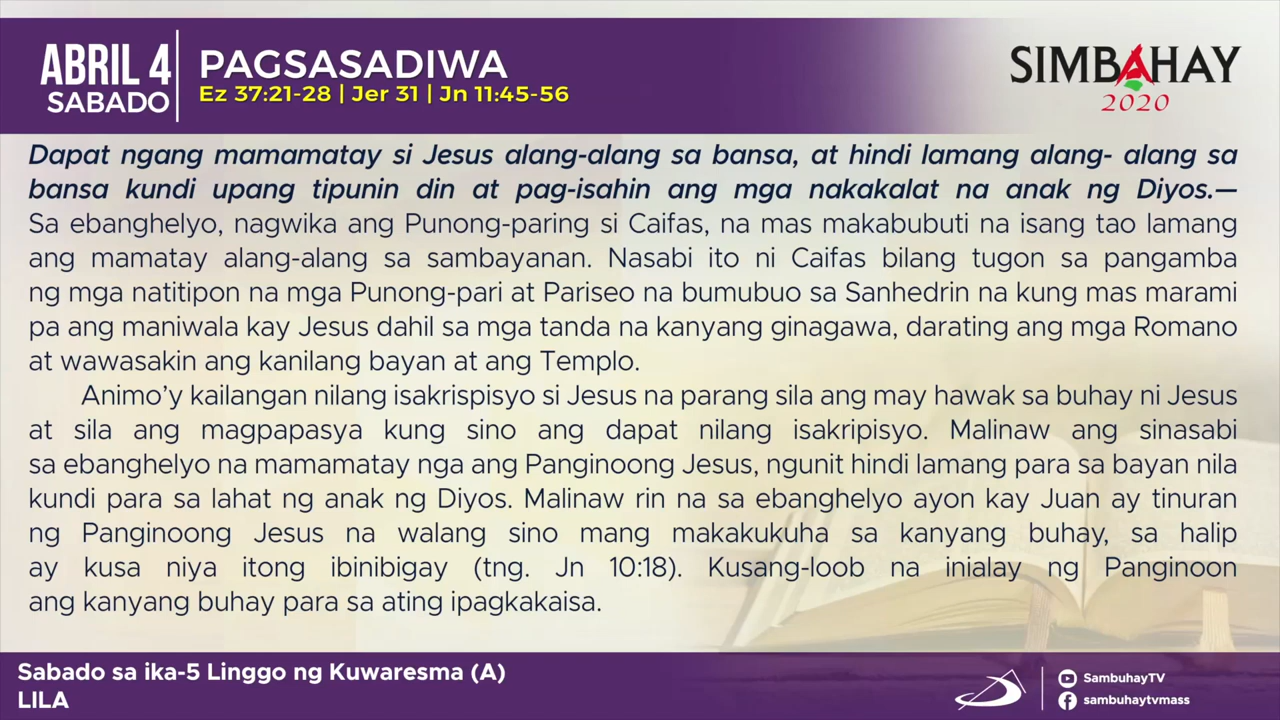 ABRIL 4
SABADO
PAGSASADIWA
Ez 37:21-28 | Jer 31 | Jn 11:45-56
SIMBAHAY
2020
Dapat ngang mamamatay si Jesus alang-alang sa bansa, at hindi lamang alang- alang sa
bansa kundi upang tipunin din at pag-isahin ang mga nakakalat na anak ng Diyos.—
Sa ebanghelyo, nagwika ang Punong-paring si Caifas, na mas makabubuti na isang tao lamang
ang mamatay alang-alang sa sambayanan. Nasabi ito ni Caifas bilang tugon sa pangamba
ng mga natitipon na mga Punong-pari at Pariseo na bumubuo sa Sanhedrin na kung mas marami
pa ang maniwala kay Jesus dahil sa mga tanda na kanyang ginagawa, darating ang mga Romano
at wawasakin ang kanilang bayan at ang Templo.
Animo’y kailangan nilang isakrispisyo si Jesus na parang sila ang may hawak sa buhay ni Jesus
at sila ang magpapasya kung sino ang dapat nilang isakripisyo. Malinaw ang sinasabi
sa ebanghelyo na mamamatay nga ang Panginoong Jesus, ngunit hindi lamang para sa bayan nila
kundi para sa lahat ng anak ng Diyos. Malinaw rin na sa ebanghelyo ayon kay Juan ay tinuran
ng Panginoong Jesus na walang sino mang makakukuha sa kanyang buhay, sa halip
ay kusa niya itong ibinibigay (tng. Jn 10:18). Kusang-loob na inialay ng Panginoon
ang kanyang buhay para sa ating ipagkakaisa.
Sabado sa ika-5 Linggo ng Kuwaresma (A)
LILA
SambuhayTV
sambuhaytvmass